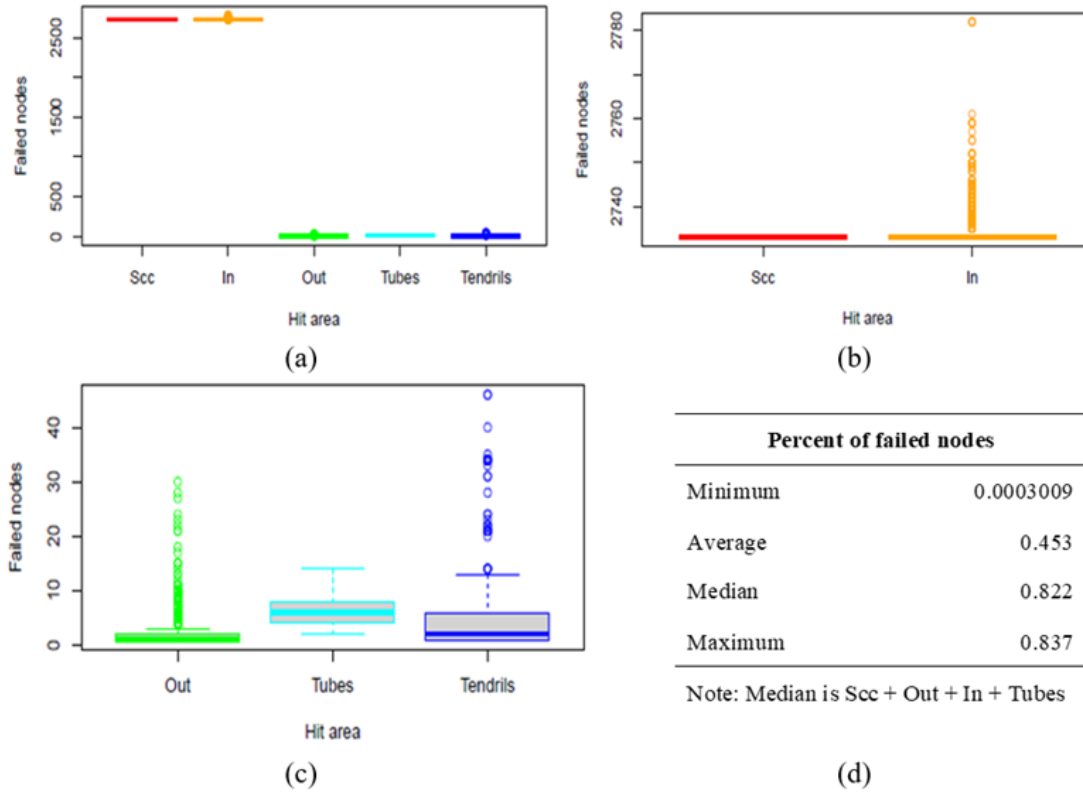 2500
1500
500
0
Failed nodes
Scc In Out Tubes Tendrils
Hit area
(a)
2780
2760
2740
Failed nodes
Scc In
Hit area
(b)
40
30
20
10
0
Failed nodes
Out Tubes Tendrils
Hit area
(c)
Percent of failed nodes
Minimum 0.0003009
Average 0.453
Median 0.822
Maximum 0.837
Note: Median is Scc + Out + In + Tubes
(d)